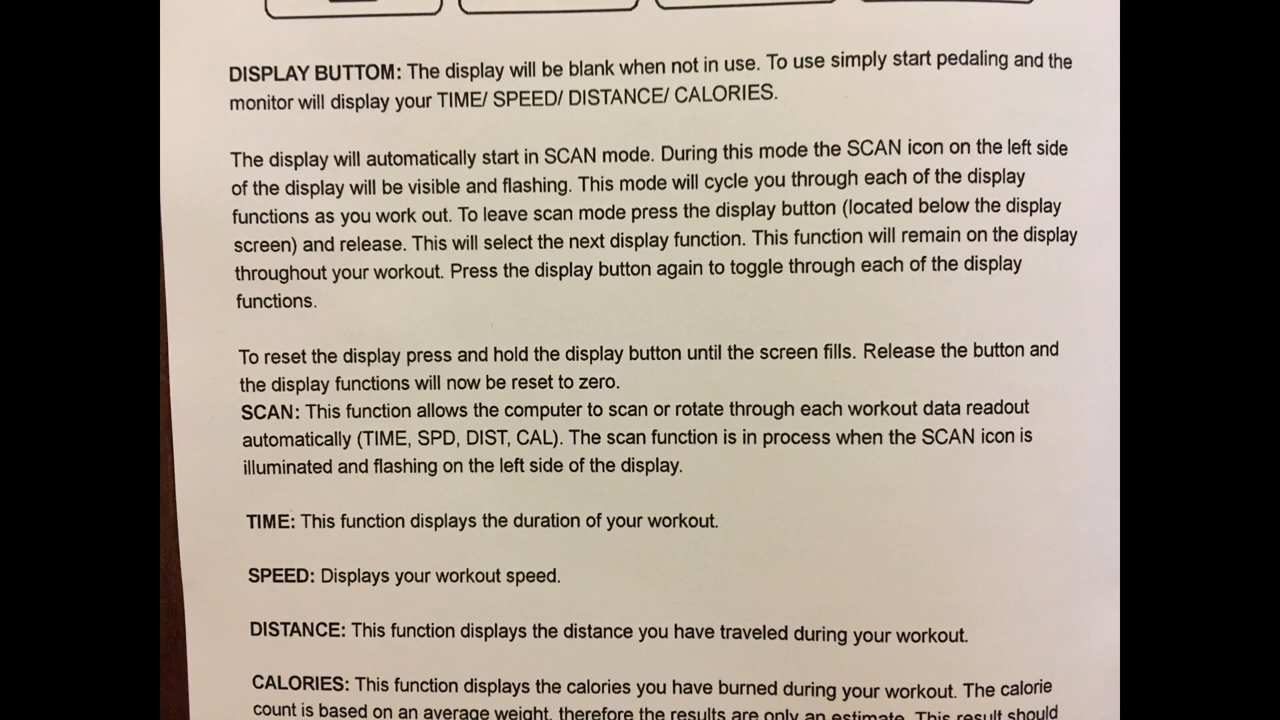 DISPLAY BUTTOM: The display will be blank when not in use. To use simply start pedaling and the
monitor will display your TIME/ SPEED/ DISTANCE/ CALORIES.
The display will automatically start in SCAN mode. During this mode the SCAN icon on the left side
of the display will be visible and flashing. This mode will cycle you through each of the display
functions as you work out. To leave scan mode press the display button (located below the display
screen) and release. This will select the next display function. This function will remain on the display
throughout your workout. Press the display button again to toggle through each of the display
functions.
To reset the display press and hold the display button until the screen fills. Release the button and
the display functions will now be reset to zero.
SCAN: This function allows the computer to scan or rotate through each workout data readout
automatically (TIME, SPD, DIST, CAL). The scan function is in process when the SCAN icon is
illuminated and flashing on the left side of the display.
TIME: This function displays the duration of your workout.
SPEED: Displays your workout speed.
DISTANCE: This function displays the distance you have traveled during your workout.
CALORIES: This function displays the calories you have burned during your workout. The calorie
count is based on an average weight, therefore the results are only an estimate. This result should